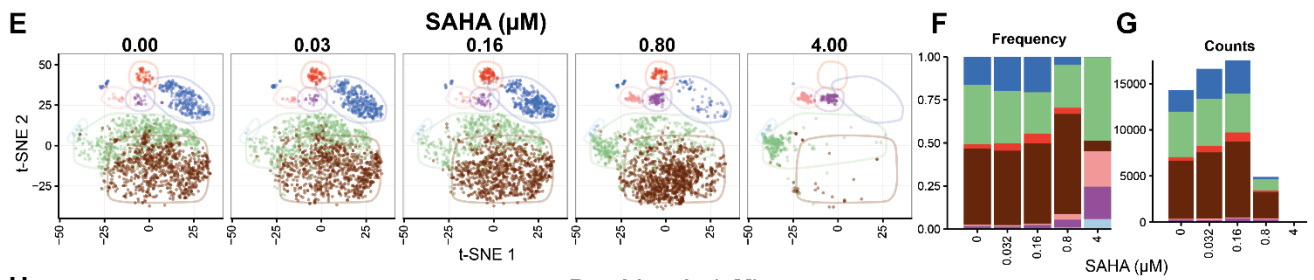 E
SAHA (µM)
0.00 0.03 0.16 0.80 4.00
t-SNE 2
50
25
0
−25
−50 −25 0 25
−50 −25 0 25
−50 −25 0 25
−50 −25 0 25
−50 −25 0 25
t-SNE 1
F
Frequency
1.00
0.75
0.50
0.25
0.00
0 0.032 0.16 0.8 4
G
Counts
15000
10000
5000
0
0 0.032 0.16 0.8 4
SAHA (µM)